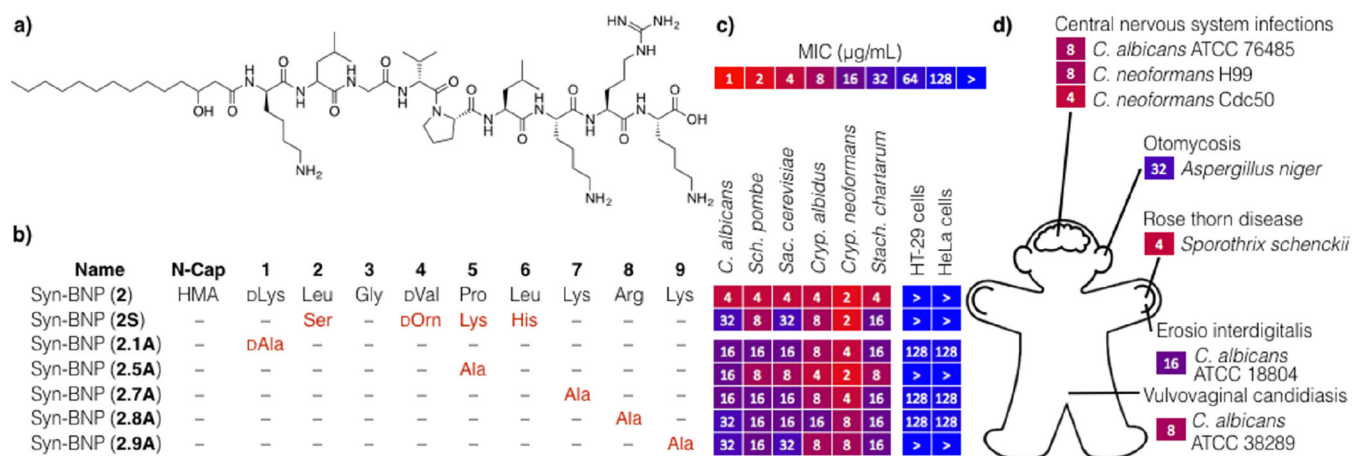 a)
OH
O
H
N
NH₂
O
H
N
O
N
H
O
H
N
O
N
O
H
N
O
N
H
O
NH₂
H
N
O
HN
NH
NH₂
N
H
O
OH
NH₂
b)
Name N-Cap 1 2 3 4 5 6 7 8 9
Syn-BNP (2) HMA DLys Leu Gly DVal Pro Leu Lys Arg Lys
Syn-BNP (2S) – – Ser – DOrn Lys His – – –
Syn-BNP (2.1A) – DAla – – – – – – – –
Syn-BNP (2.5A) – – – – – Ala – – – –
Syn-BNP (2.7A) – – – – – – – Ala – –
Syn-BNP (2.8A) – – – – – – – – Ala –
Syn-BNP (2.9A) – – – – – – – – – Ala
c)
MIC (µg/mL)
1 2 4 8 16 32 64 128 >
C. albicans
Sch. pombe
Sac. cerevisiae
Cryp. albidus
Cryp. neoformans
Stach. chartarum
HT-29 cells
HeLa cells
4 4 4 4 2 4 > >
32 8 32 8 2 16 > >
16 16 16 8 4 16 128 128
16 8 8 4 2 8 > >
16 16 16 8 4 16 128 128
32 16 16 16 8 16 128 128
32 16 32 8 8 16 > >
d)
Central nervous system infections
8 C. albicans ATCC 76485
8 C. neoformans H99
4 C. neoformans Cdc50
Otomycosis
32 Aspergillus niger
Rose thorn disease
4 Sporothrix schenckii
Erosio interdigitalis
16 C. albicans
ATCC 18804
Vulvovaginal candidiasis
8 C. albicans
ATCC 38289